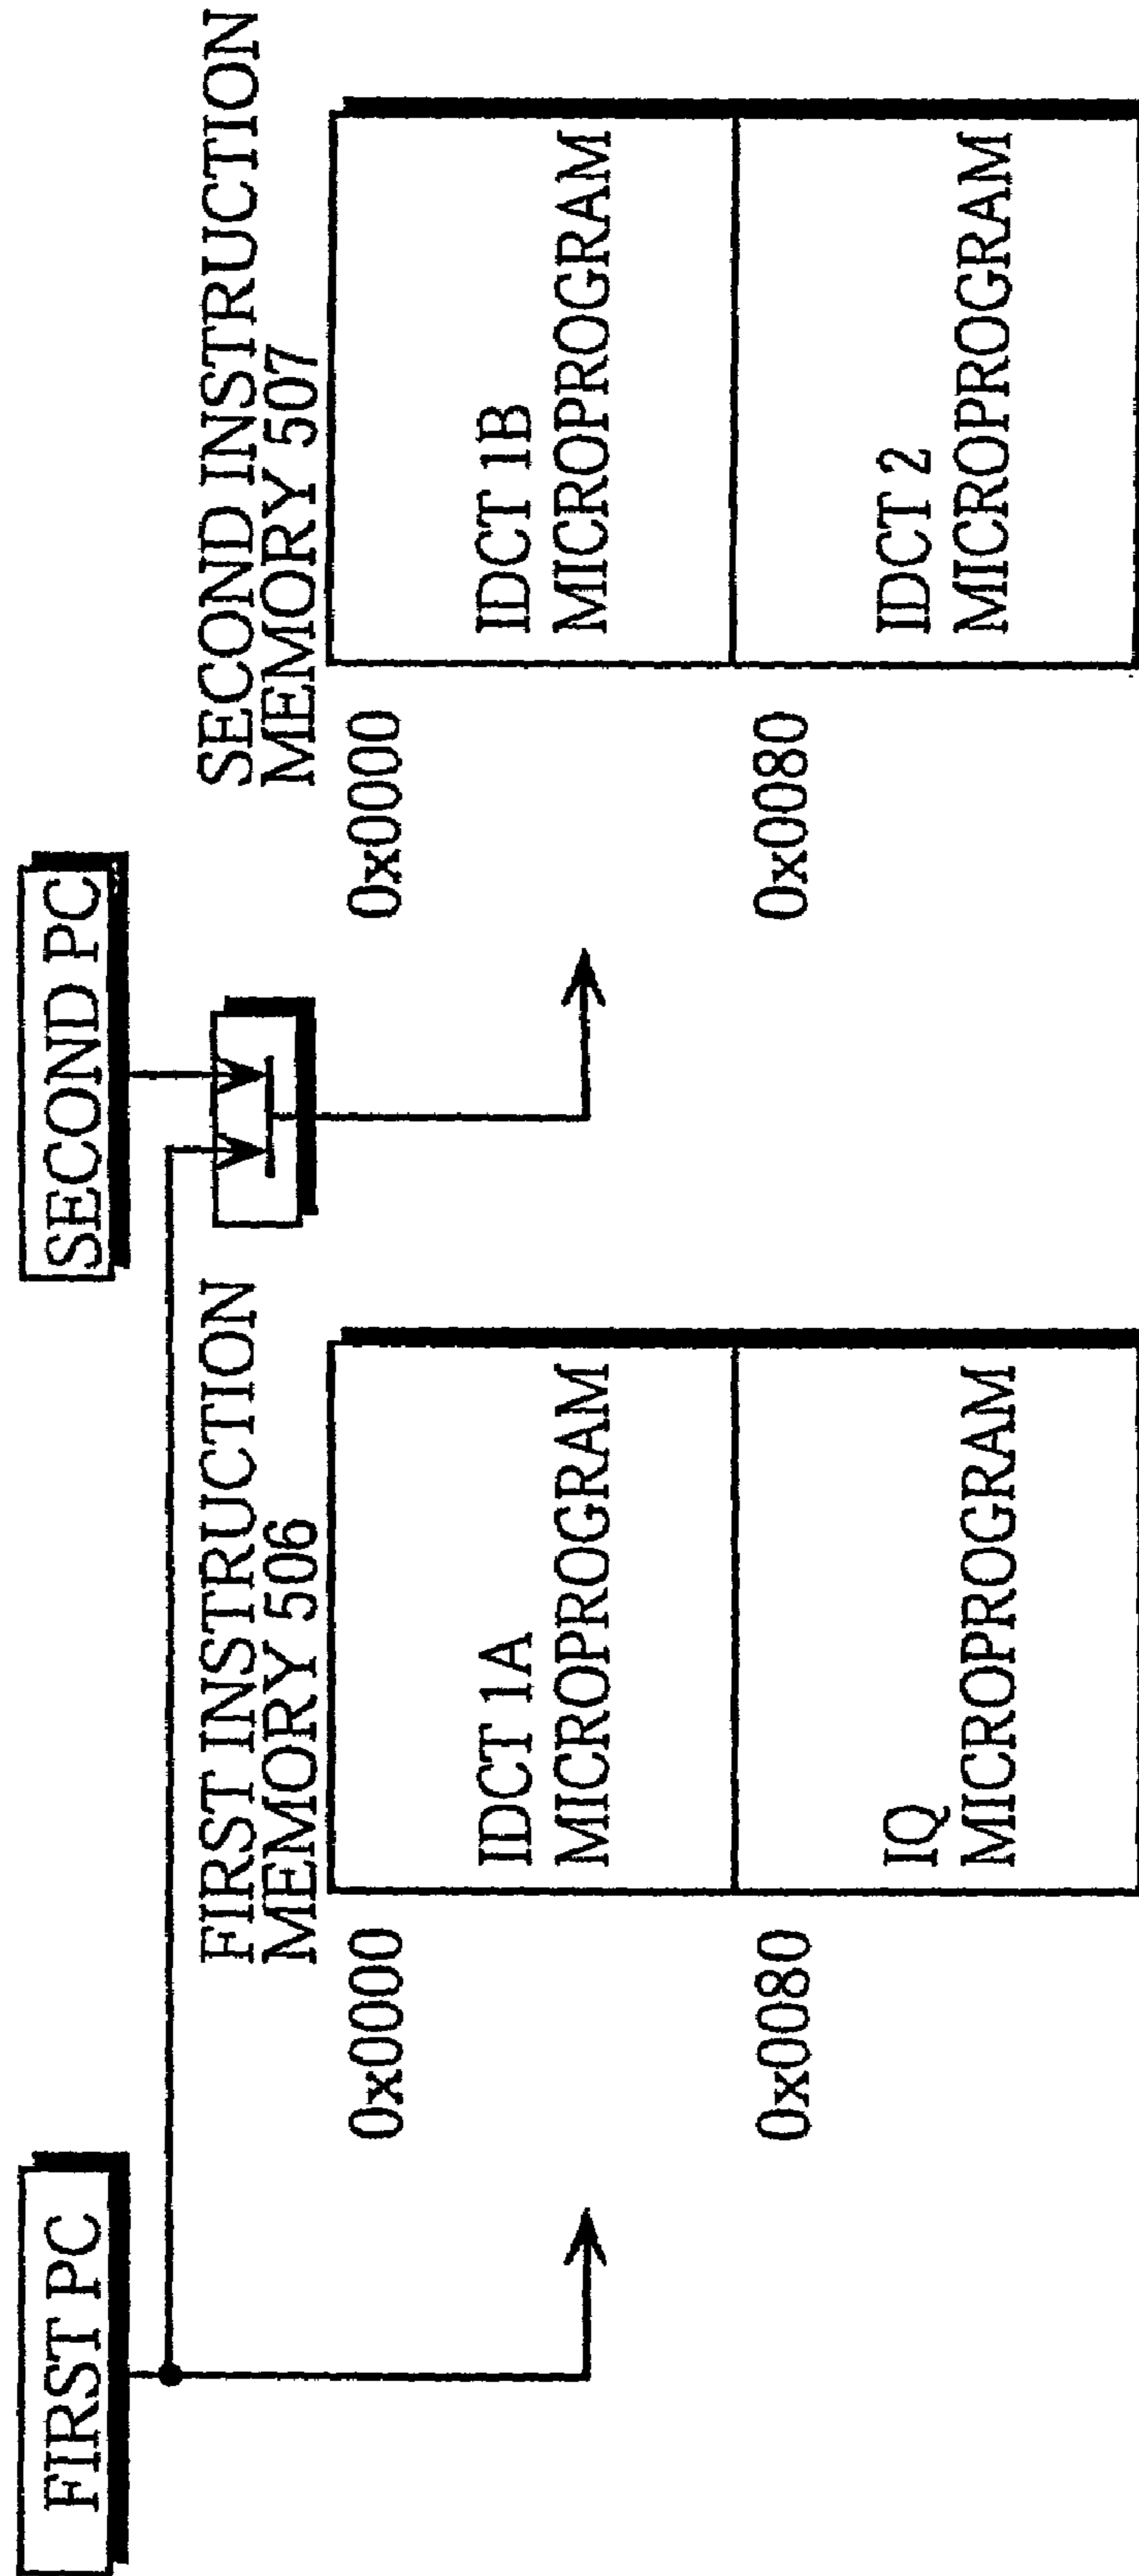 FIRST PC
SECOND PC
FIRST INSTRUCTION
MEMORY 506
0x0000
IDCT 1A
MICROPROGRAM
0x0080
IQ
MICROPROGRAM
SECOND INSTRUCTION
MEMORY 507
0x0000
IDCT 1B
MICROPROGRAM
0x0080
IDCT 2
MICROPROGRAM